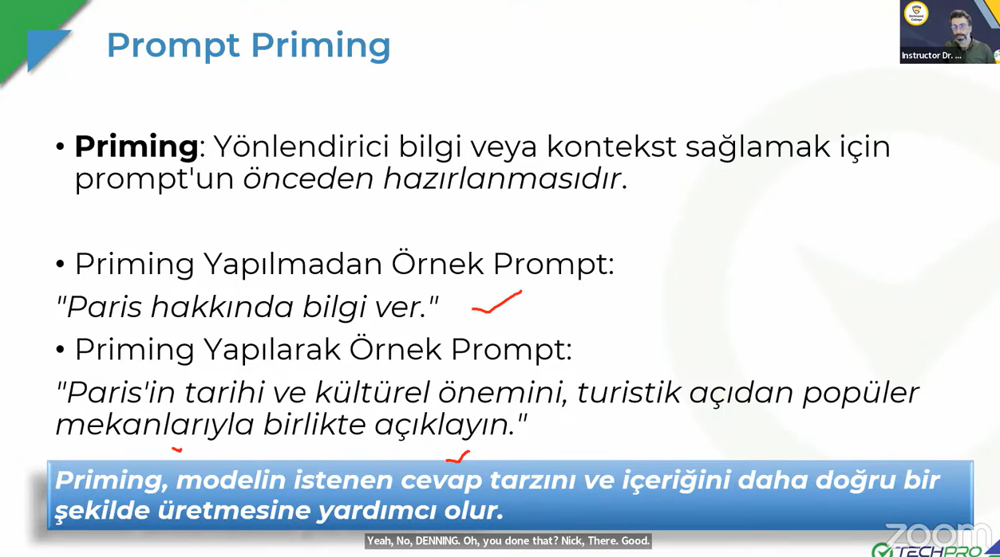 Prompt Priming
Richmond
College
Instructor Dr. ...
• Priming: Yönlendirici bilgi veya kontekst sağlamak için
prompt'un önceden hazırlanmasıdır.
• Priming Yapılmadan Örnek Prompt:
"Paris hakkında bilgi ver."
• Priming Yapılarak Örnek Prompt:
"Paris'in tarihi ve kültürel önemini, turistik açıdan popüler
mekanlarıyla birlikte açıklayın."
Priming, modelin istenen cevap tarzını ve içeriğini daha doğru bir
şekilde üretmesine yardımcı olur.
zoom
Yeah, No, DENNING. Oh, you done that? Nick, There. Good.
TECHPRO